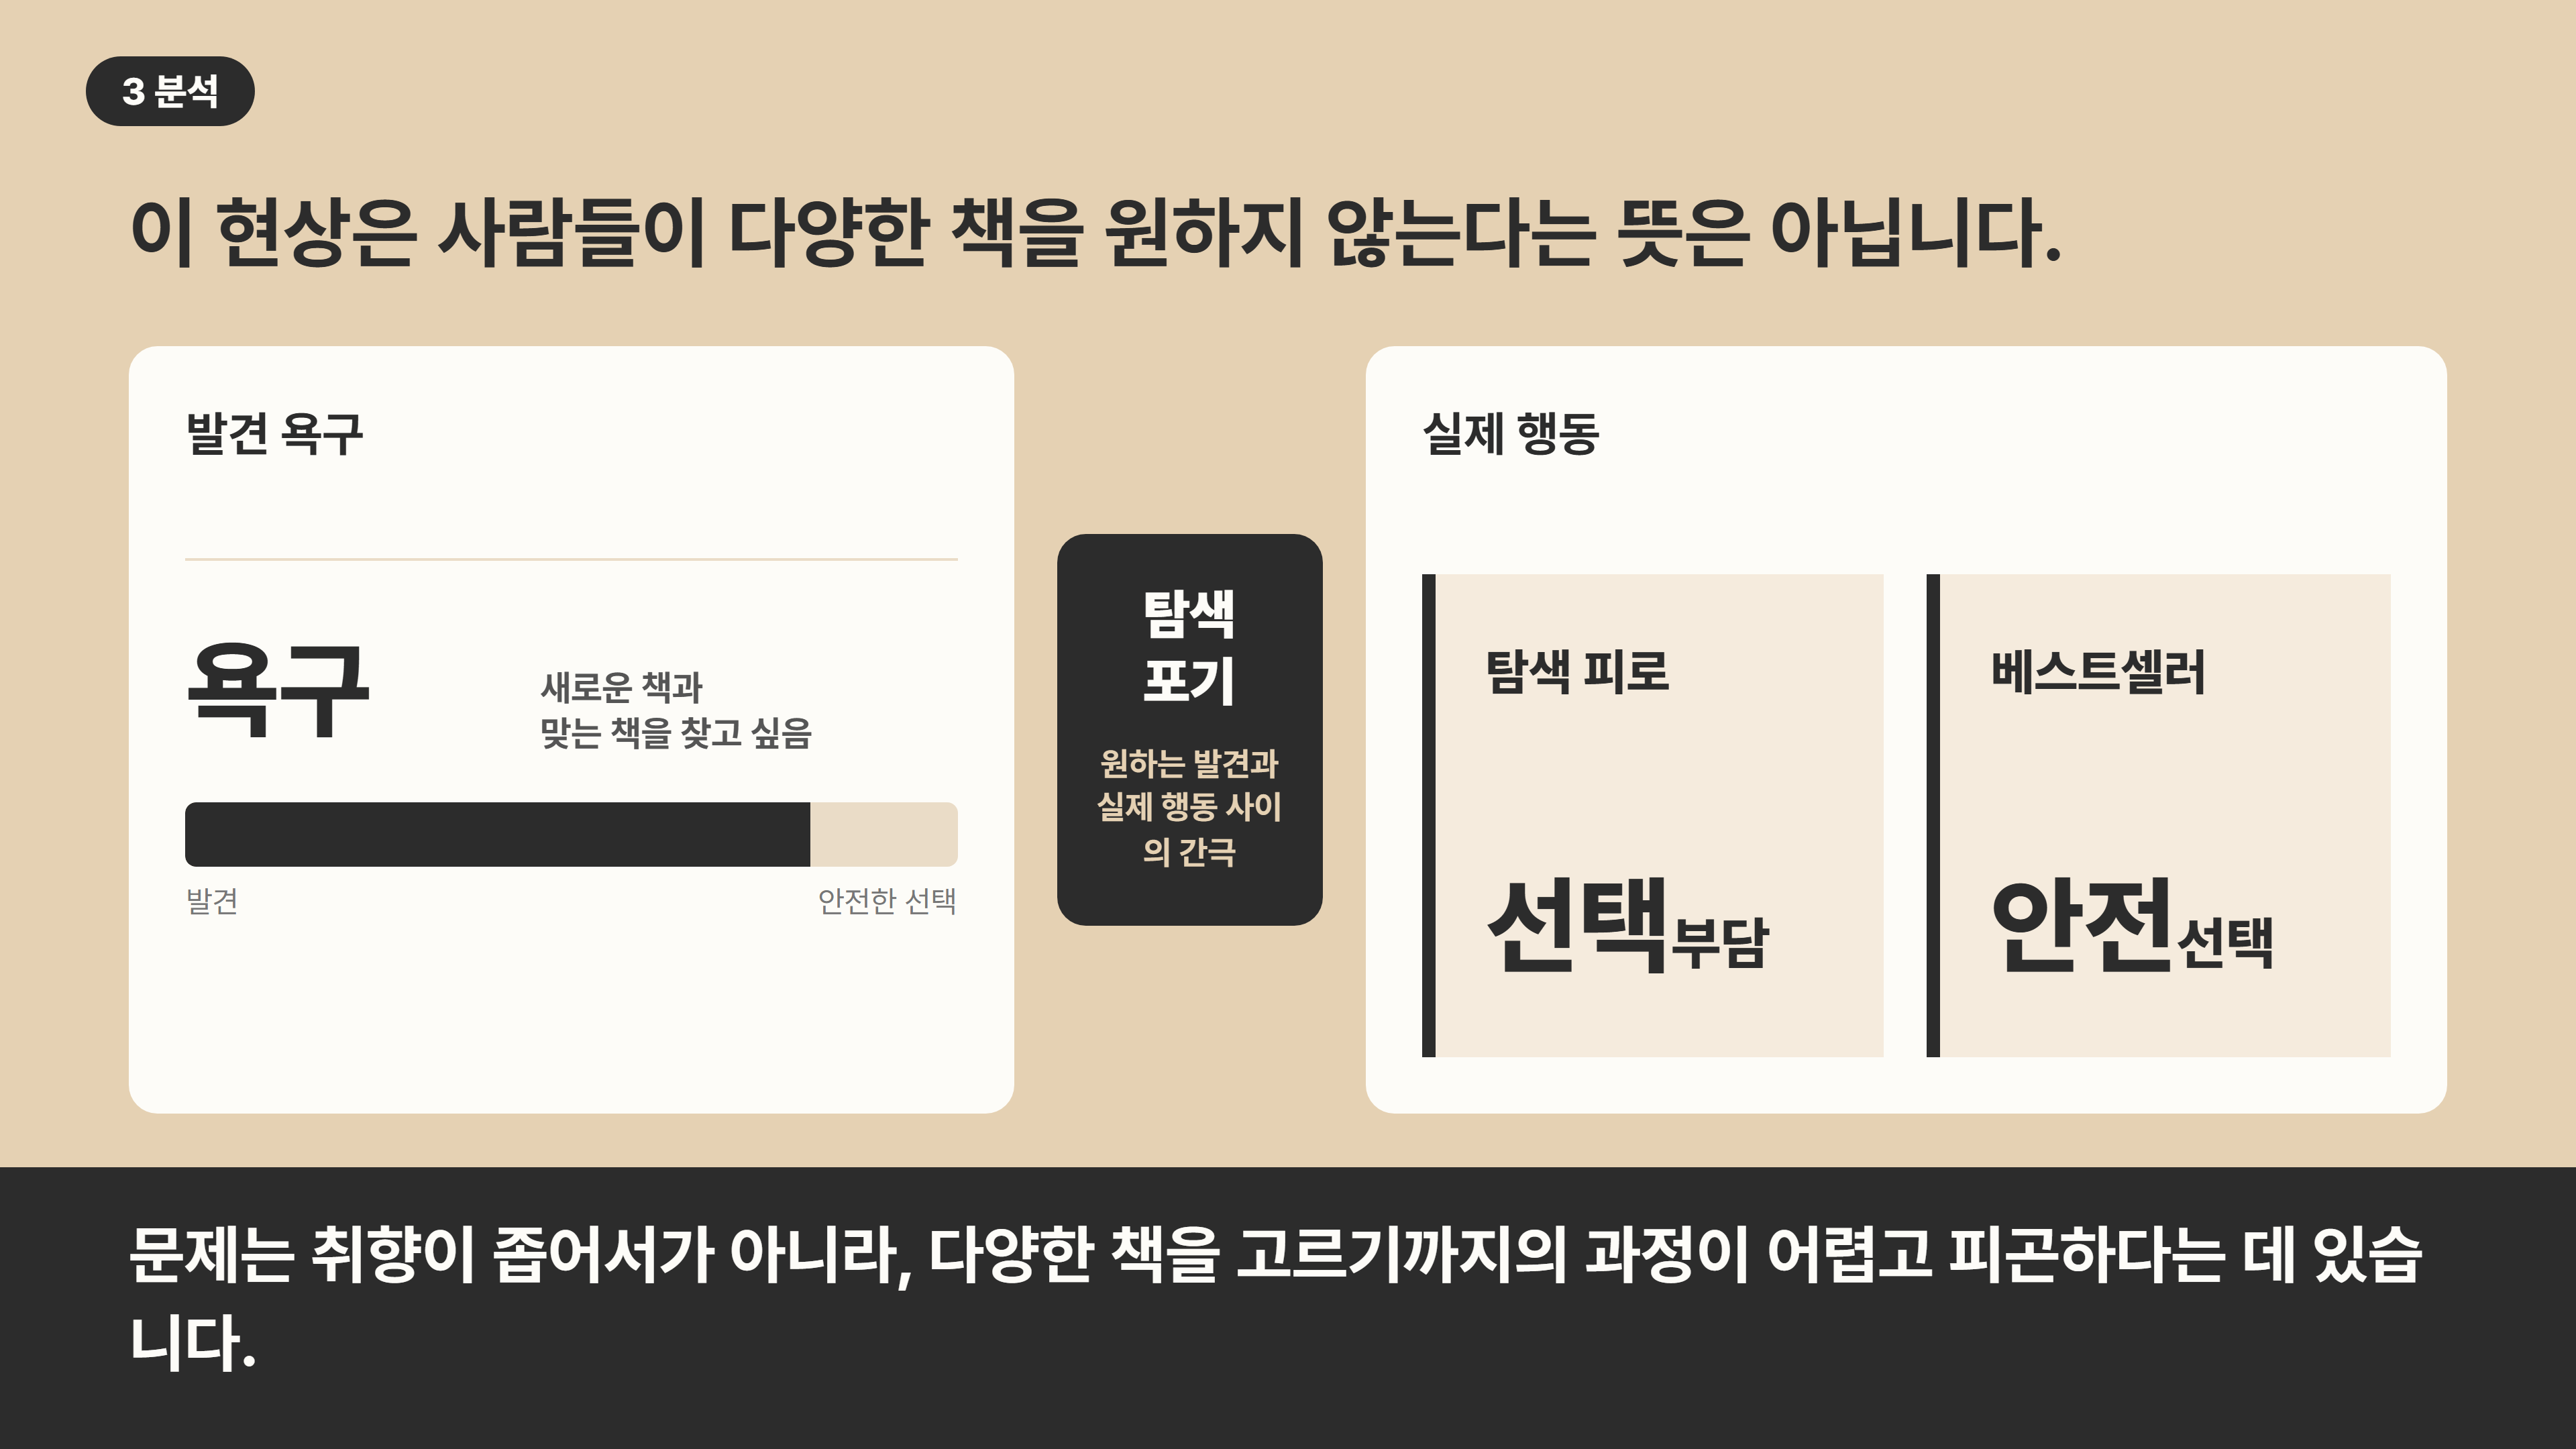 3 분석
이 현상은 사람들이 다양한 책을 원하지 않는다는 뜻은 아닙니다.
발견 욕구
욕구
새로운 책과
맞는 책을 찾고 싶음
발견
안전한 선택
탐색
포기
원하는 발견과
실제 행동 사이
의 간극
실제 행동
탐색 피로
선택부담
베스트셀러
안전선택
문제는 취향이 좁어서가 아니라, 다양한 책을 고르기까지의 과정이 어렵고 피곤하다는 데 있습
니다.